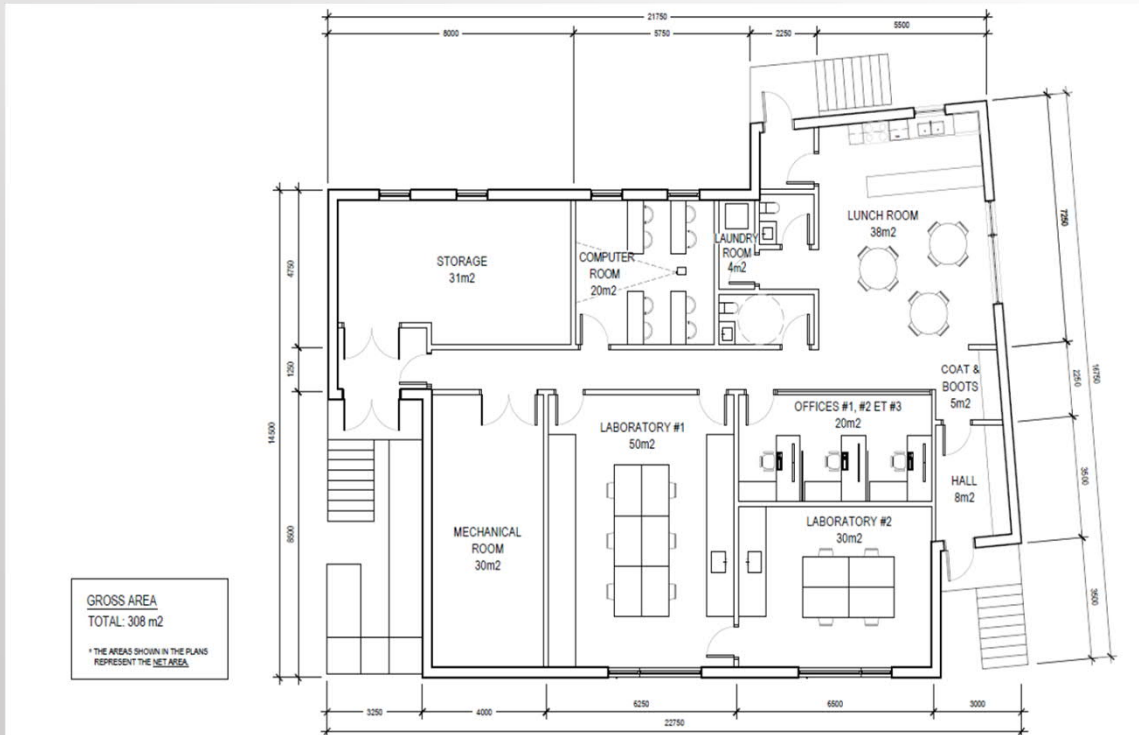 21750
8000
5750
2250
5500
LUNCH ROOM
38m2
LAUNDRY
ROOM
4m2
STORAGE
31m2
COMPUTER
ROOM
20m2
7250
4750
1250
14500
8600
COAT &
BOOTS
5m2
2250
16750
OFFICES #1, #2 ET #3
20m2
LABORATORY #1
50m2
HALL
8m2
3500
LABORATORY #2
30m2
MECHANICAL
ROOM
30m2
3500
GROSS AREA
TOTAL: 308 m2
* THE AREAS SHOWN IN THE PLANS
REPRESENT THE NET AREA.
3250
4000
6250
6500
3000
22750